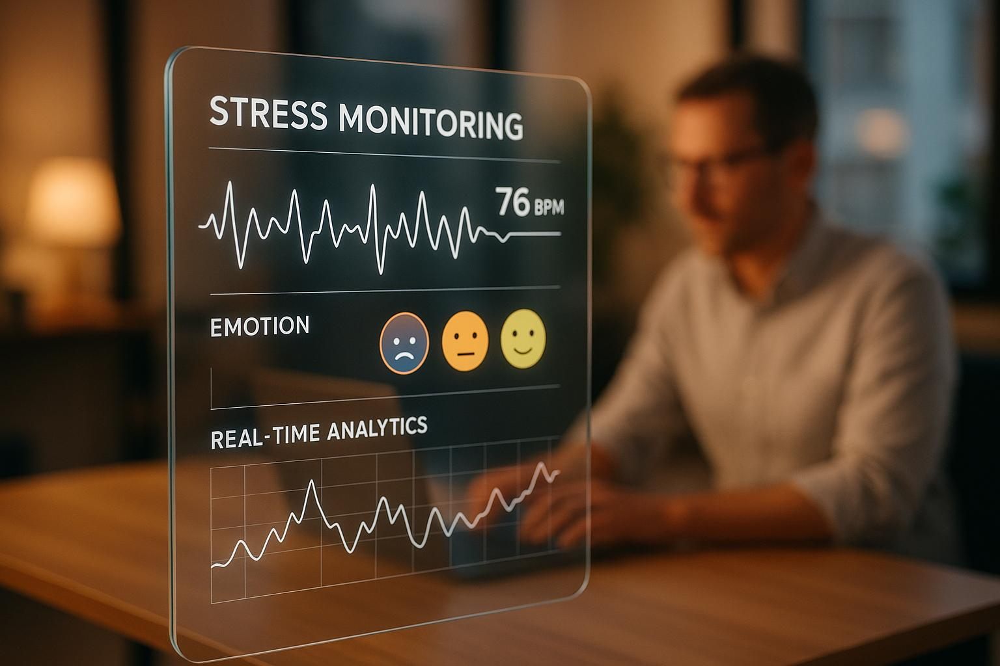 STRESS MONITORING
76 BPM
EMOTION
REAL-TIME ANALYTICS